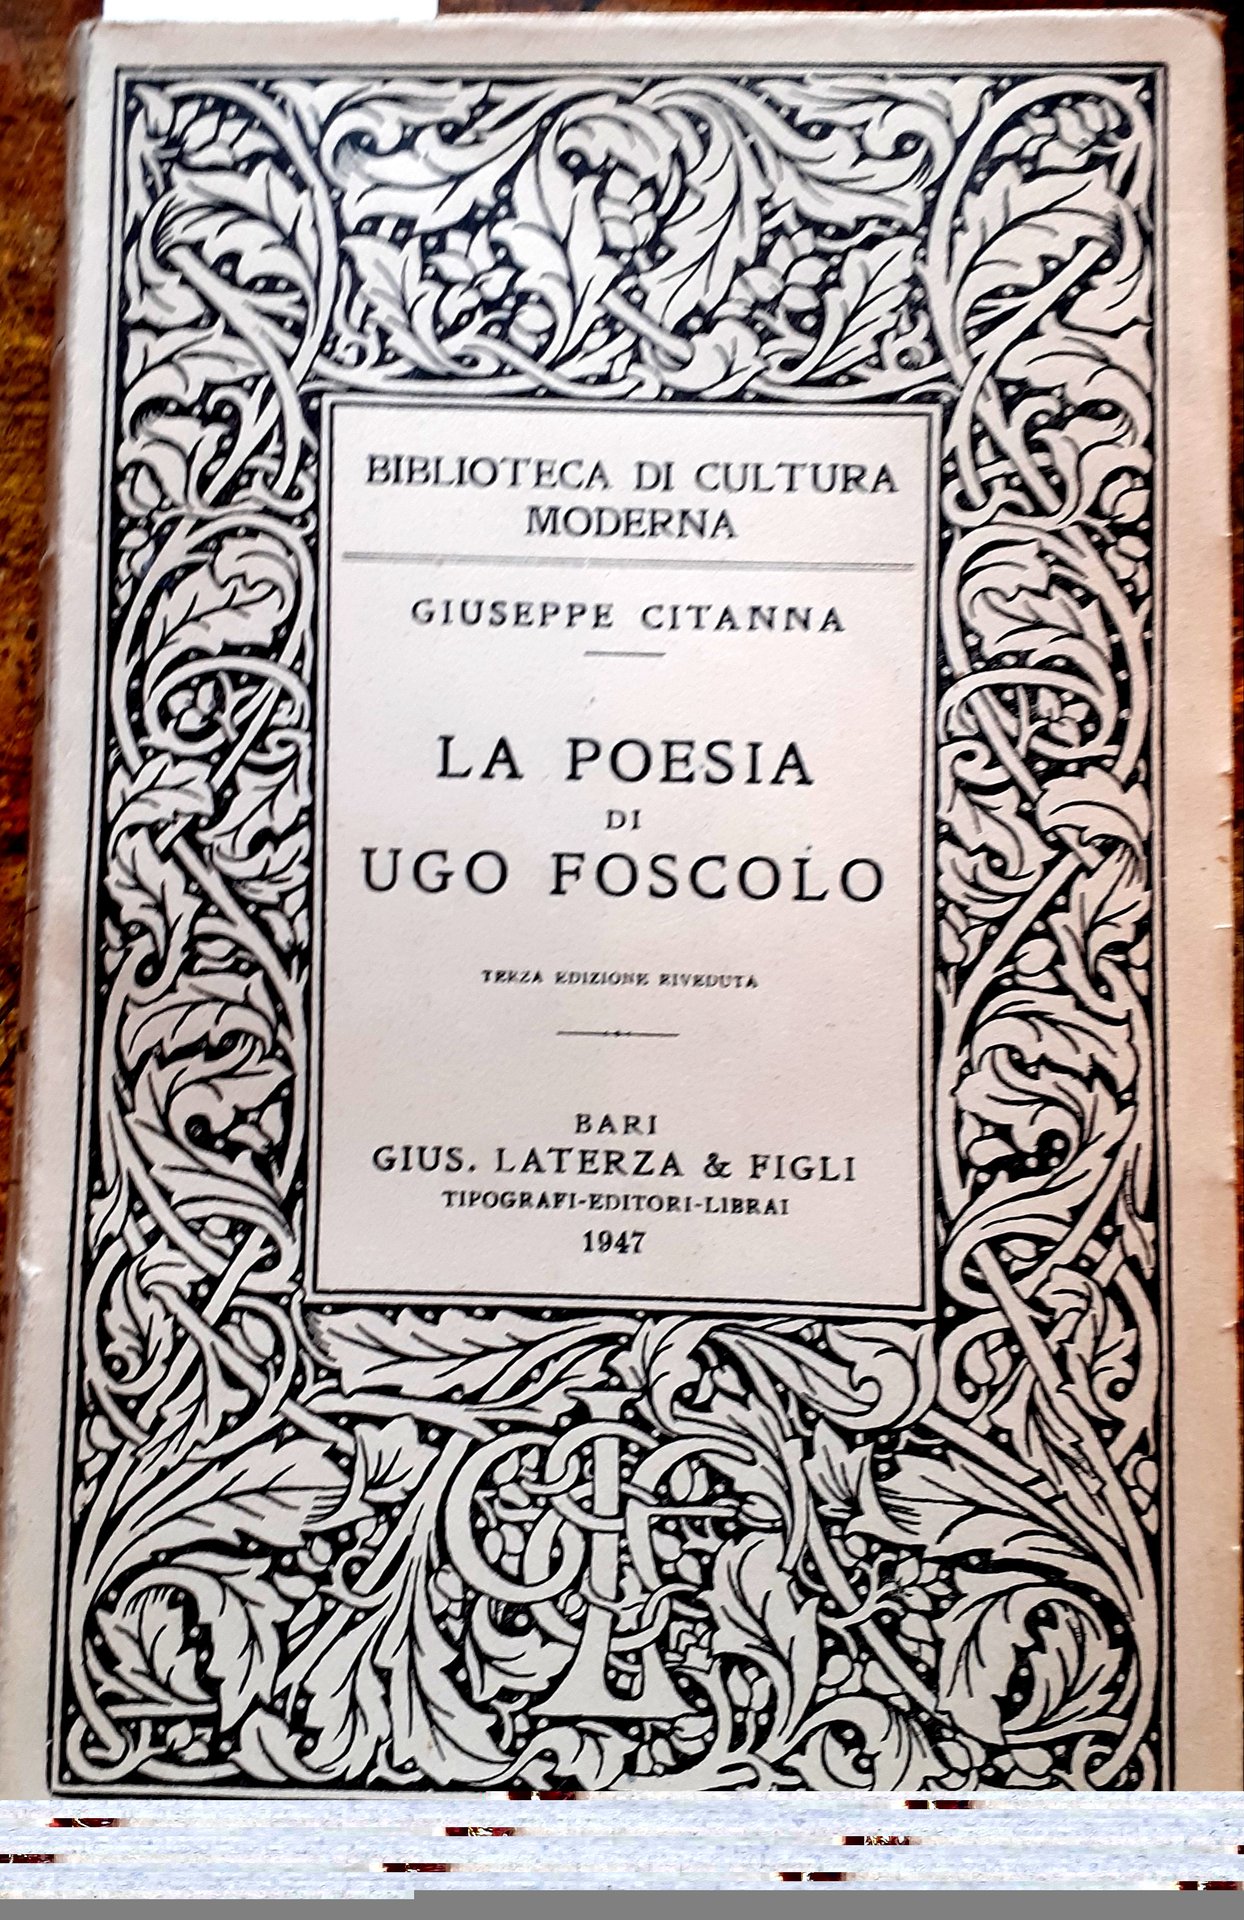 BIBLIOTECA DI CULTURA
MODERNA
GIUSEPPE CITANNA
LA POESIA
DI
UGO FOSCOLO
TERZA EDIZIONE RIVEDUTA
BARI
GIUS. LATERZA & FIGLI
TIPOGRAFI-EDITORI-LIBRAI
1947